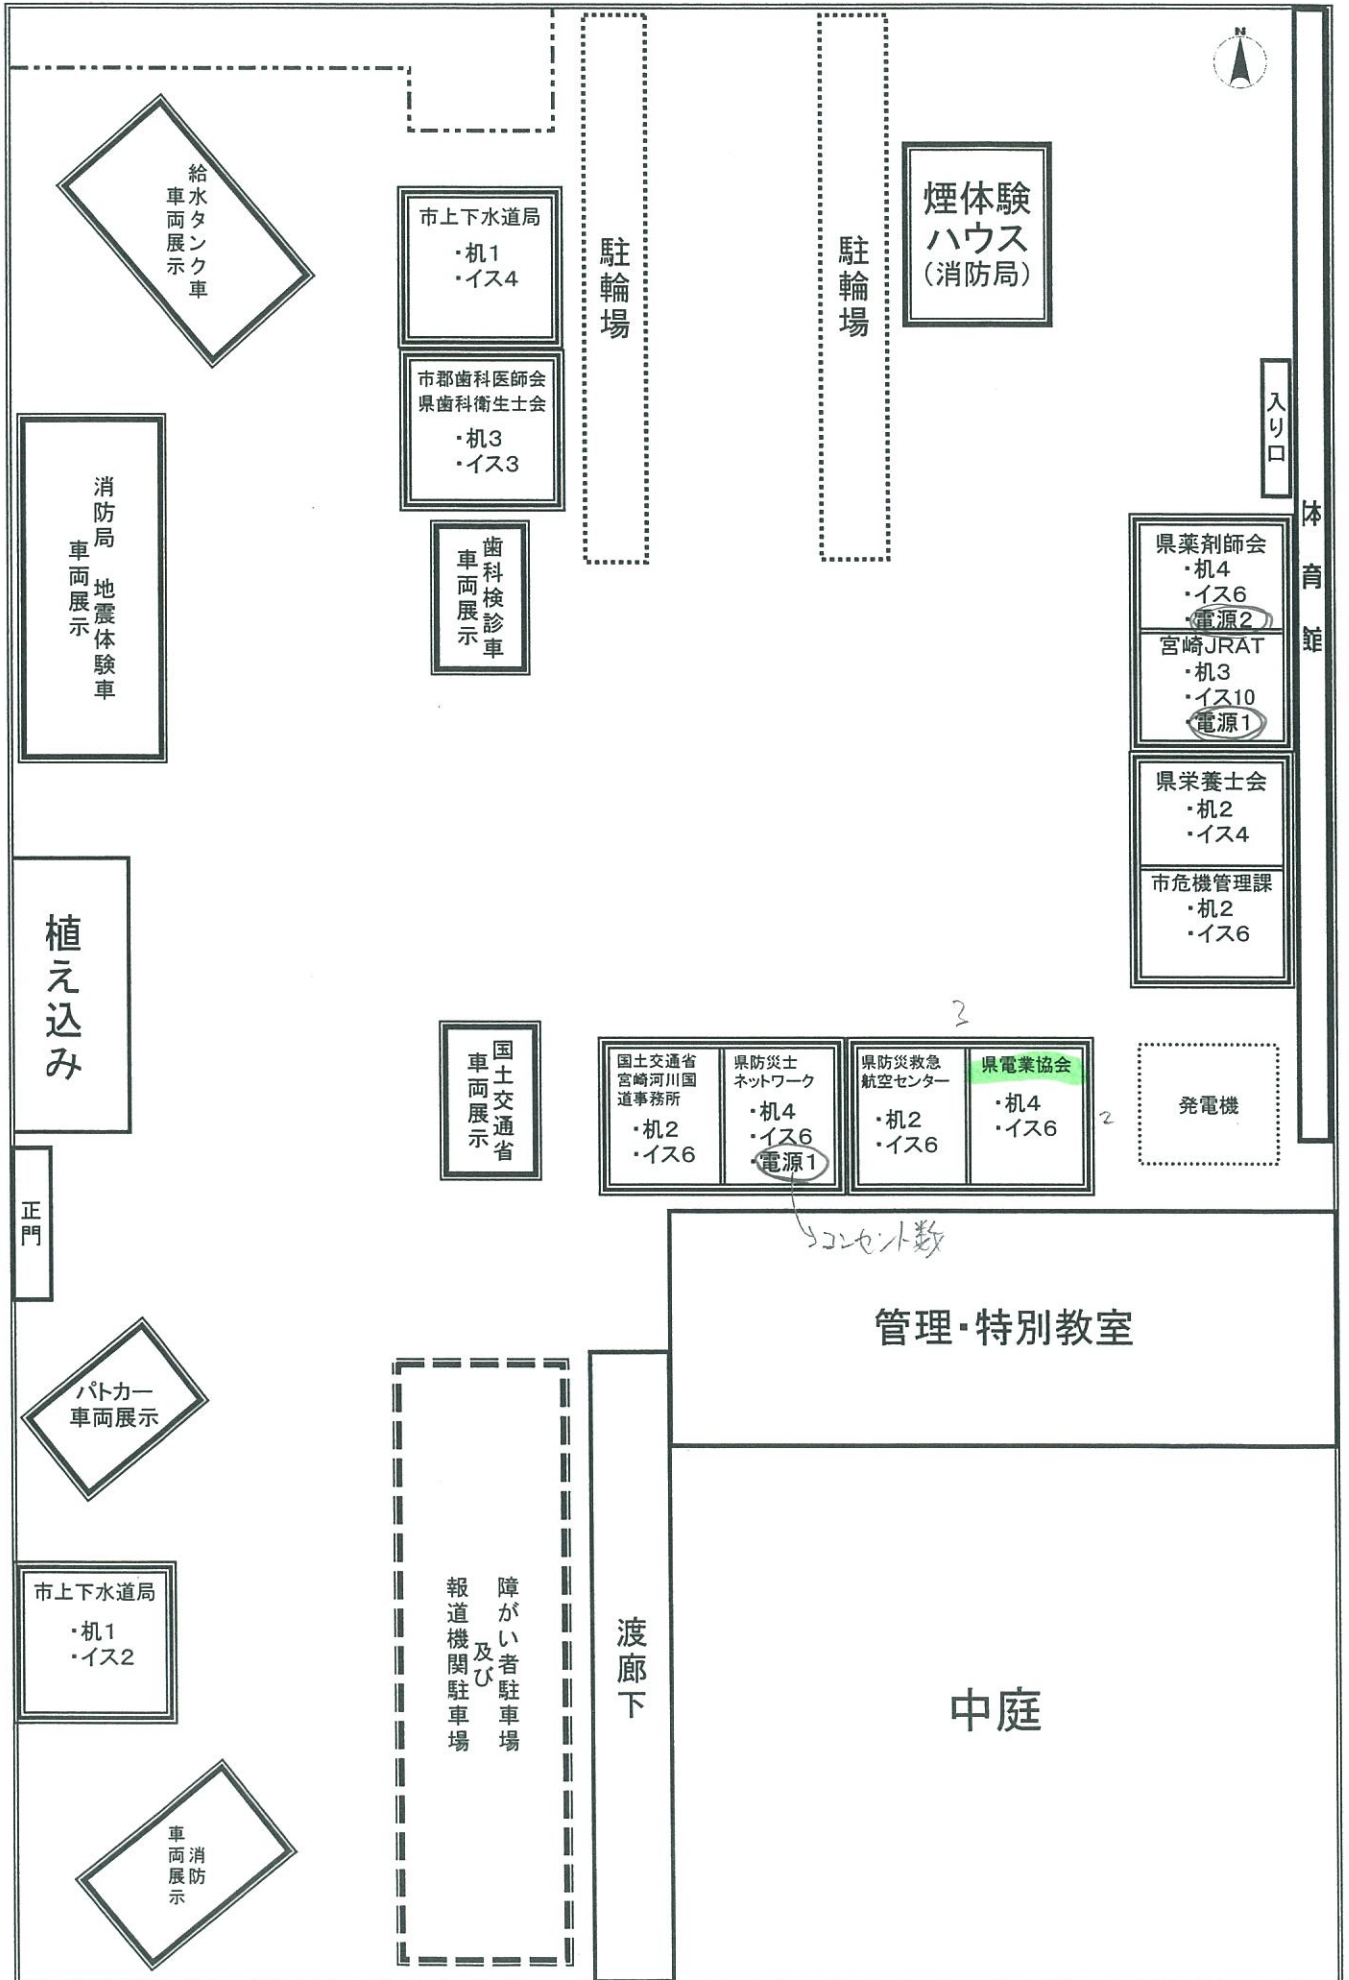 N
給水タンク車
車両展示
市上下水道局
・机1
・イス4
駐輪場
駐輪場
煙体験
ハウス
(消防局)
市郡歯科医師会
県歯科衛生士会
・机3
・イス3
入り口
体育館
消防局 地震体験車
車両展示
歯科検診車
車両展示
県薬剤師会
・机4
・イス6
・電源2
宮崎JRAT
・机3
・イス10
・電源1
県栄養士会
・机2
・イス4
市危機管理課
・机2
・イス6
植え込み
国土交通省
車両展示
3
国土交通省
宮崎河川国
道事務所
・机2
・イス6
県防災士
ネットワーク
・机4
・イス6
・電源1
県防災救急
航空センター
・机2
・イス6
県電業協会
・机4
・イス6
2
発電機
正門
コンセント数
管理・特別教室
パトカー
車両展示
市上下水道局
・机1
・イス2
障がい者駐車場
及び
報道機関駐車場
渡廊下
中庭
消防
車両展示